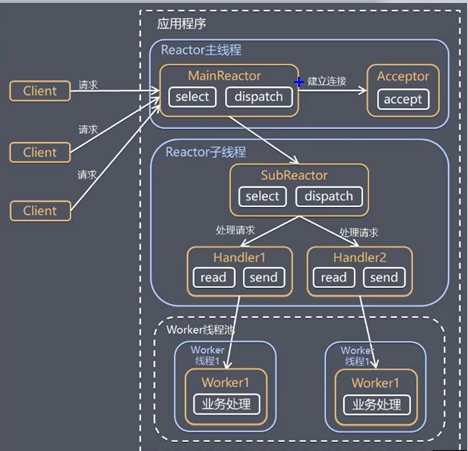 应用程序
Reactor主线程
MainReactor
select
dispatch
建立连接
Acceptor
accept
Client
请求
Client
请求
Client
请求
Reactor子线程
SubReactor
select
dispatch
处理请求
处理请求
Handler1
read
send
Handler2
read
send
Worker线程池
Worker
线程1
Worker1
业务处理
Worker
线程1
Worker1
业务处理